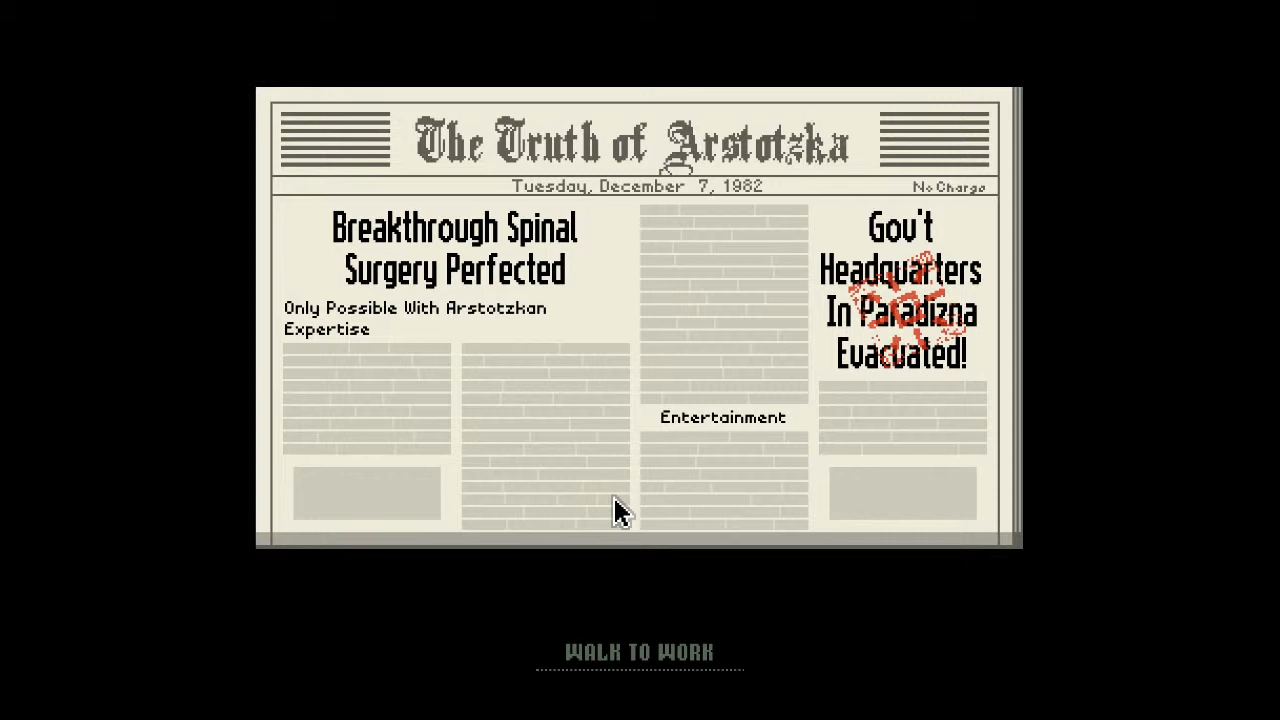 The Truth of Arstotzka
Tuesday, December 7, 1982
No Charge
Breakthrough Spinal
Surgery Perfected
Only Possible With Arstotzkan
Expertise
Entertainment
Gov't
Headquarters
In Paradizna
Evacuated!
WALK TO WORK